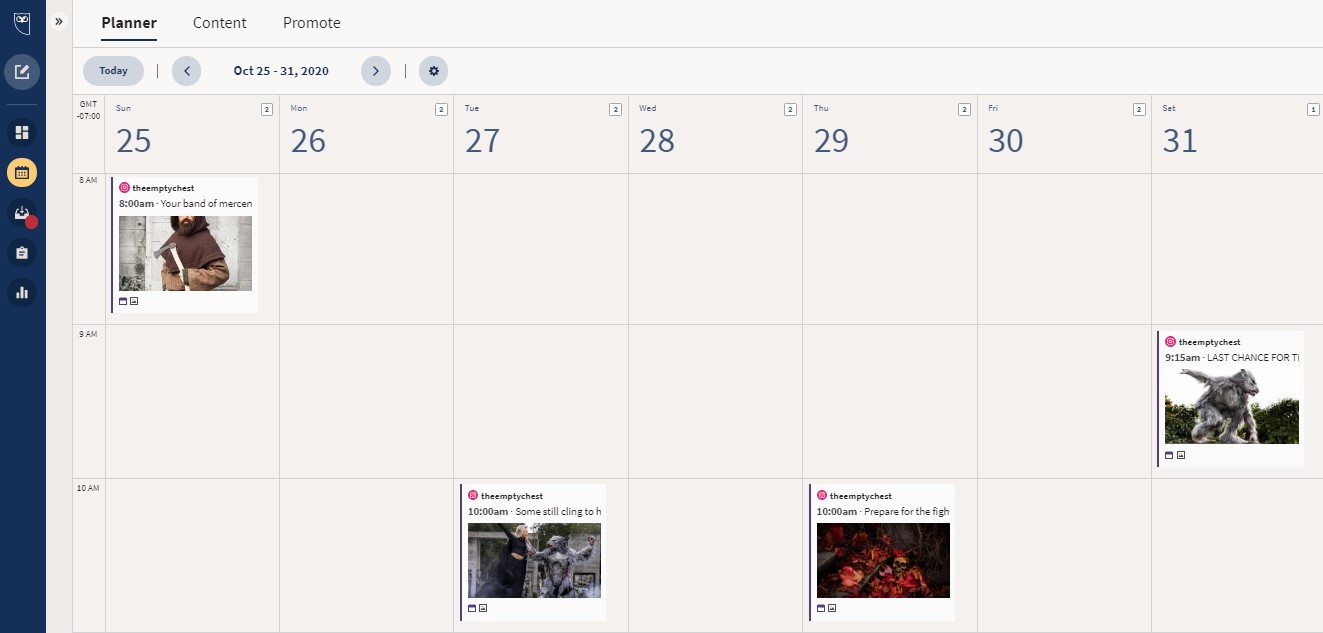 Planner Content Promote
Today Oct 25 - 31, 2020
GMT
-07:00
Sun 2
25
Mon 2
26
Tue 2
27
Wed 2
28
Thu 2
29
Fri 2
30
Sat 1
31
8 AM
theemptychest
8:00am · Your band of mercen
9 AM
theemptychest
9:15am · LAST CHANCE FOR
10 AM
theemptychest
10:00am · Some still cling to h
theemptychest
10:00am · Prepare for the figh